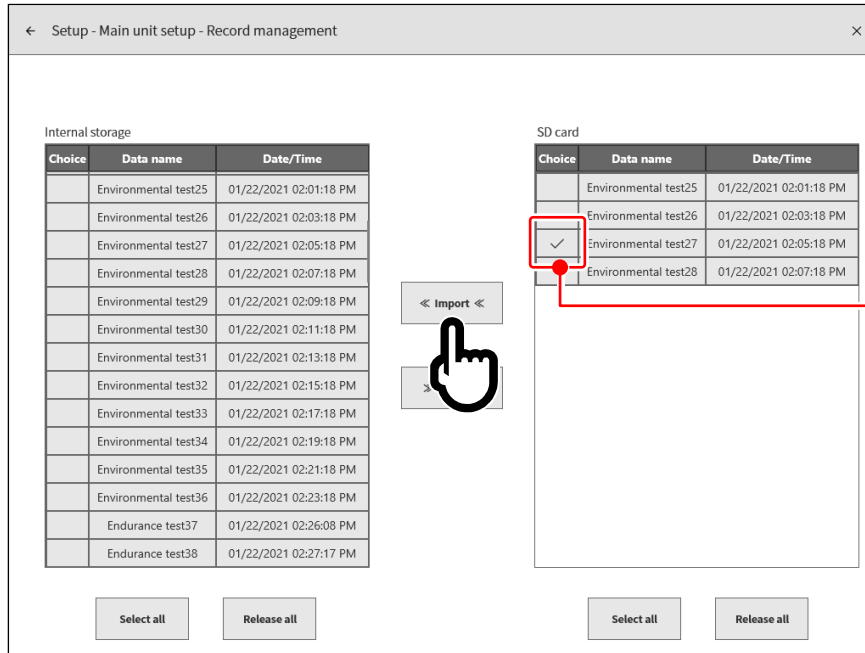 ← Setup - Main unit setup - Record management ×
Internal storage
Choice Data name Date/Time
Environmental test25 01/22/2021 02:01:18 PM
Environmental test26 01/22/2021 02:03:18 PM
Environmental test27 01/22/2021 02:05:18 PM
Environmental test28 01/22/2021 02:07:18 PM
Environmental test29 01/22/2021 02:09:18 PM
Environmental test30 01/22/2021 02:11:18 PM
Environmental test31 01/22/2021 02:13:18 PM
Environmental test32 01/22/2021 02:15:18 PM
Environmental test33 01/22/2021 02:17:18 PM
Environmental test34 01/22/2021 02:19:18 PM
Environmental test35 01/22/2021 02:21:18 PM
Environmental test36 01/22/2021 02:23:18 PM
Endurance test37 01/22/2021 02:26:08 PM
Endurance test38 01/22/2021 02:27:17 PM
Select all Release all
≪ Import ≪
SD card
Choice Data name Date/Time
Environmental test25 01/22/2021 02:01:18 PM
Environmental test26 01/22/2021 02:03:18 PM
✓ Environmental test27 01/22/2021 02:05:18 PM
Environmental test28 01/22/2021 02:07:18 PM
Select all Release all